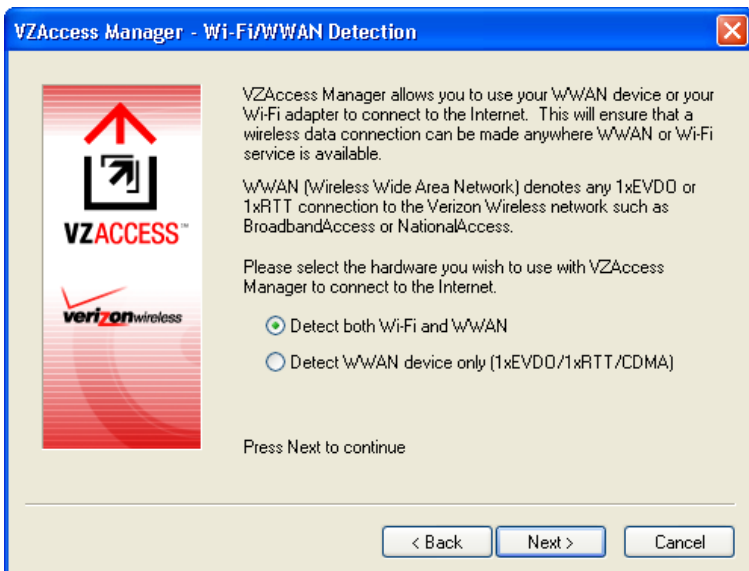 VZAccess Manager - Wi-Fi/WWAN Detection
VZACCESS™
verizonwireless
VZAccess Manager allows you to use your WWAN device or your
Wi-Fi adapter to connect to the Internet.  This will ensure that a
wireless data connection can be made anywhere WWAN or Wi-Fi
service is available.
WWAN (Wireless Wide Area Network) denotes any 1xEVDO or
1xRTT connection to the Verizon Wireless network such as
BroadbandAccess or NationalAccess.
Please select the hardware you wish to use with VZAccess
Manager to connect to the Internet.
Detect both Wi-Fi and WWAN
Detect WWAN device only (1xEVDO/1xRTT/CDMA)
Press Next to continue
< Back
Next >
Cancel